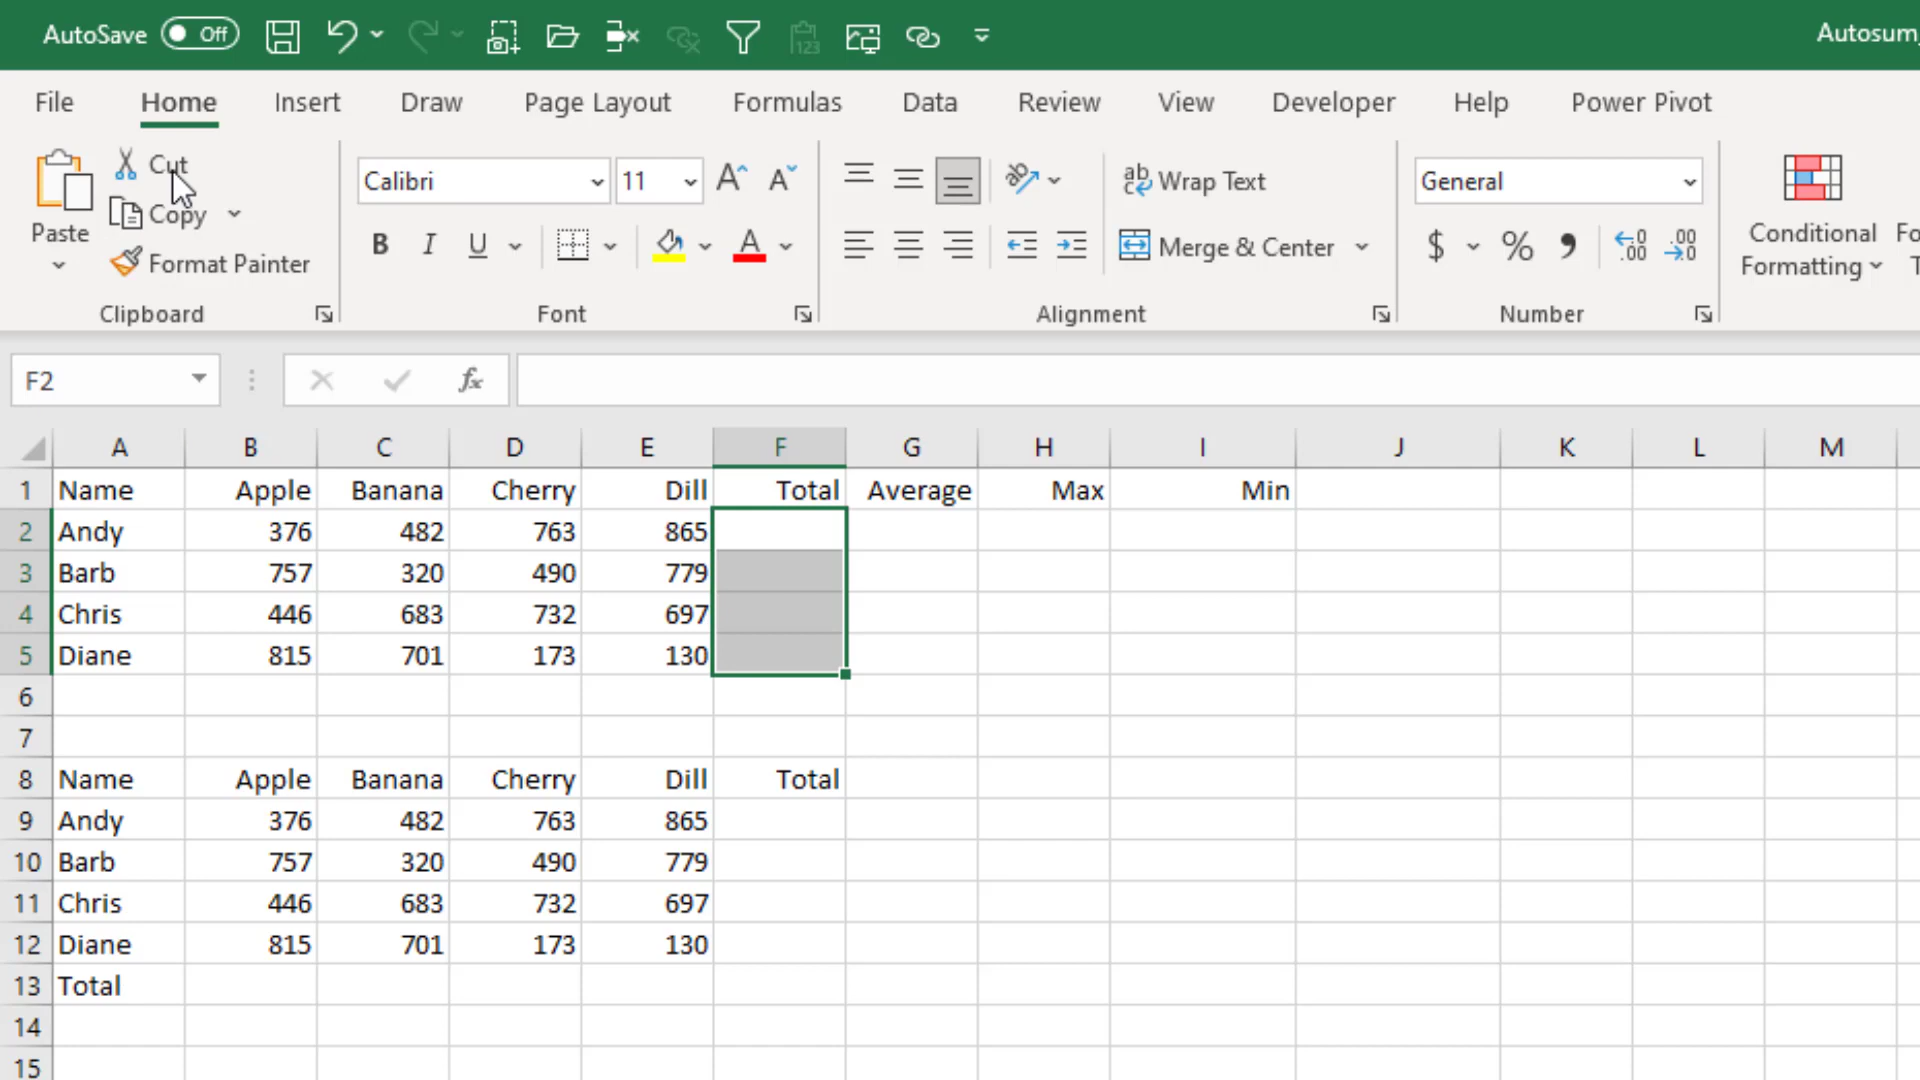 AutoSave Off Autosum_
File Home Insert Draw Page Layout Formulas Data Review View Developer Help Power Pivot
Paste
Cut
Copy
Format Painter
Clipboard
Calibri 11
B I U
Font
Wrap Text
Merge & Center
Alignment
General
$ % 9
Number
Conditional
Formatting
F2
fx
A B C D E F G H I J K L M
1 Name Apple Banana Cherry Dill Total Average Max Min
2 Andy 376 482 763 865
3 Barb 757 320 490 779
4 Chris 446 683 732 697
5 Diane 815 701 173 130
6
7
8 Name Apple Banana Cherry Dill Total
9 Andy 376 482 763 865
10 Barb 757 320 490 779
11 Chris 446 683 732 697
12 Diane 815 701 173 130
13 Total
14
15